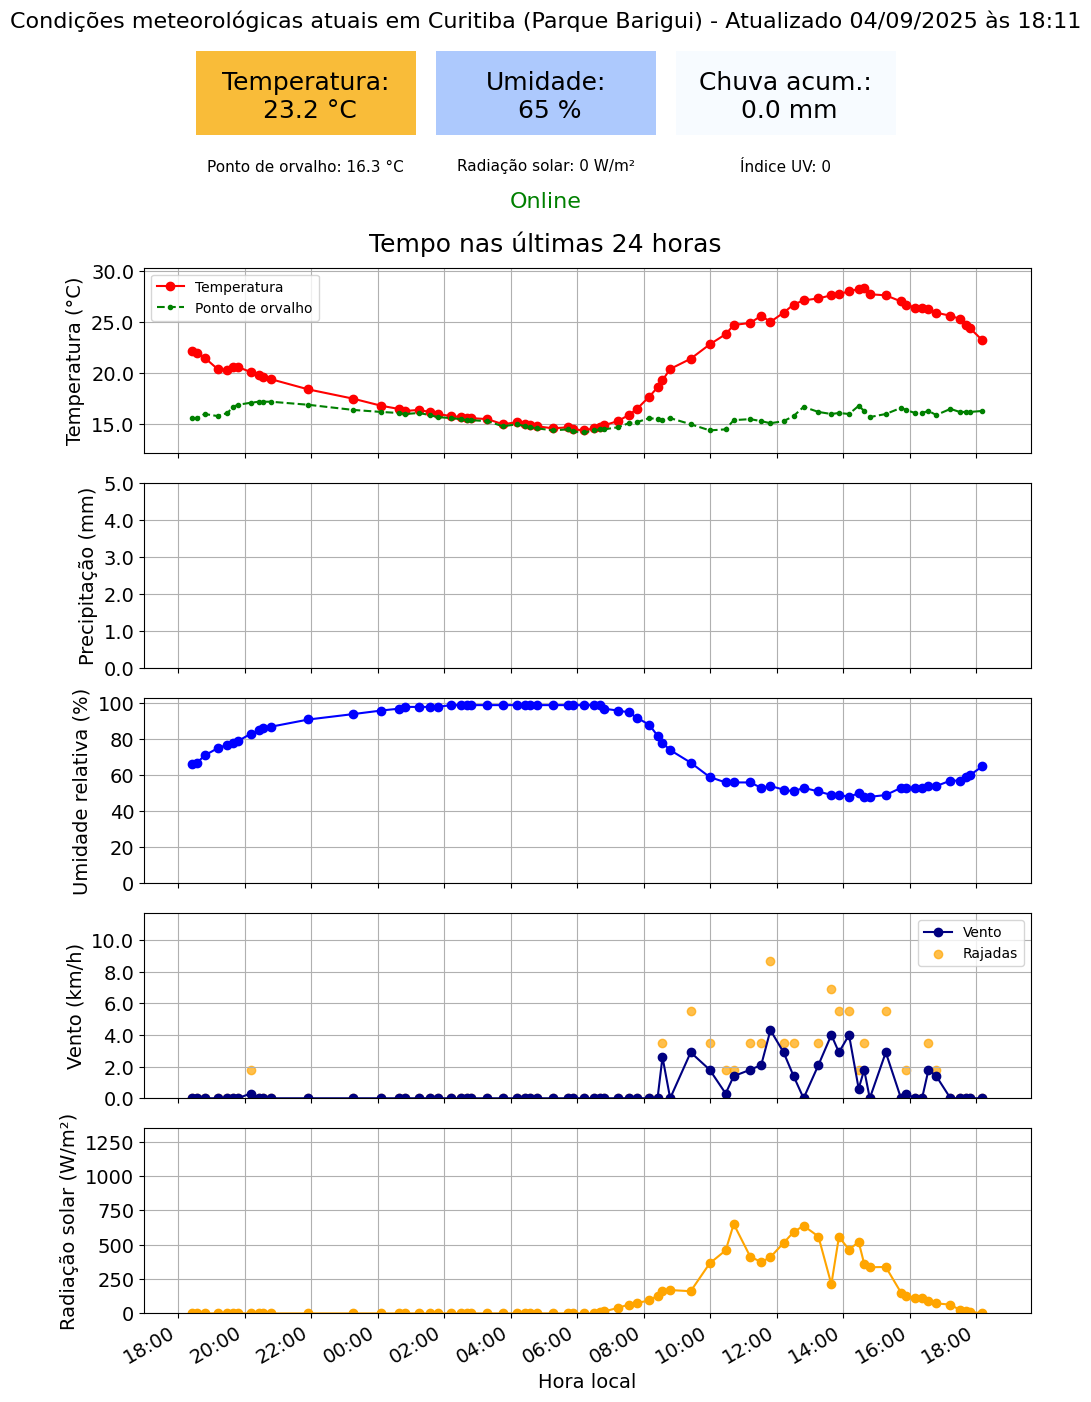 Condições meteorológicas atuais em Curitiba (Parque Barigui) - Atualizado 04/09/2025 às 18:11
Temperatura:
23.2 °C
Umidade:
65 %
Chuva acum.:
0.0 mm
Ponto de orvalho: 16.3 °C
Radiação solar: 0 W/m²
Índice UV: 0
Online
Tempo nas últimas 24 horas
Temperatura (°C)
30.0
25.0
20.0
15.0
Temperatura
Ponto de orvalho
Precipitação (mm)
5.0
4.0
3.0
2.0
1.0
0.0
Umidade relativa (%)
100
80
60
40
20
0
Vento (km/h)
10.0
8.0
6.0
4.0
2.0
0.0
Vento
Rajadas
Radiação solar (W/m²)
1250
1000
750
500
250
0
18:00
20:00
22:00
00:00
02:00
04:00
06:00
08:00
10:00
12:00
14:00
16:00
18:00
Hora local